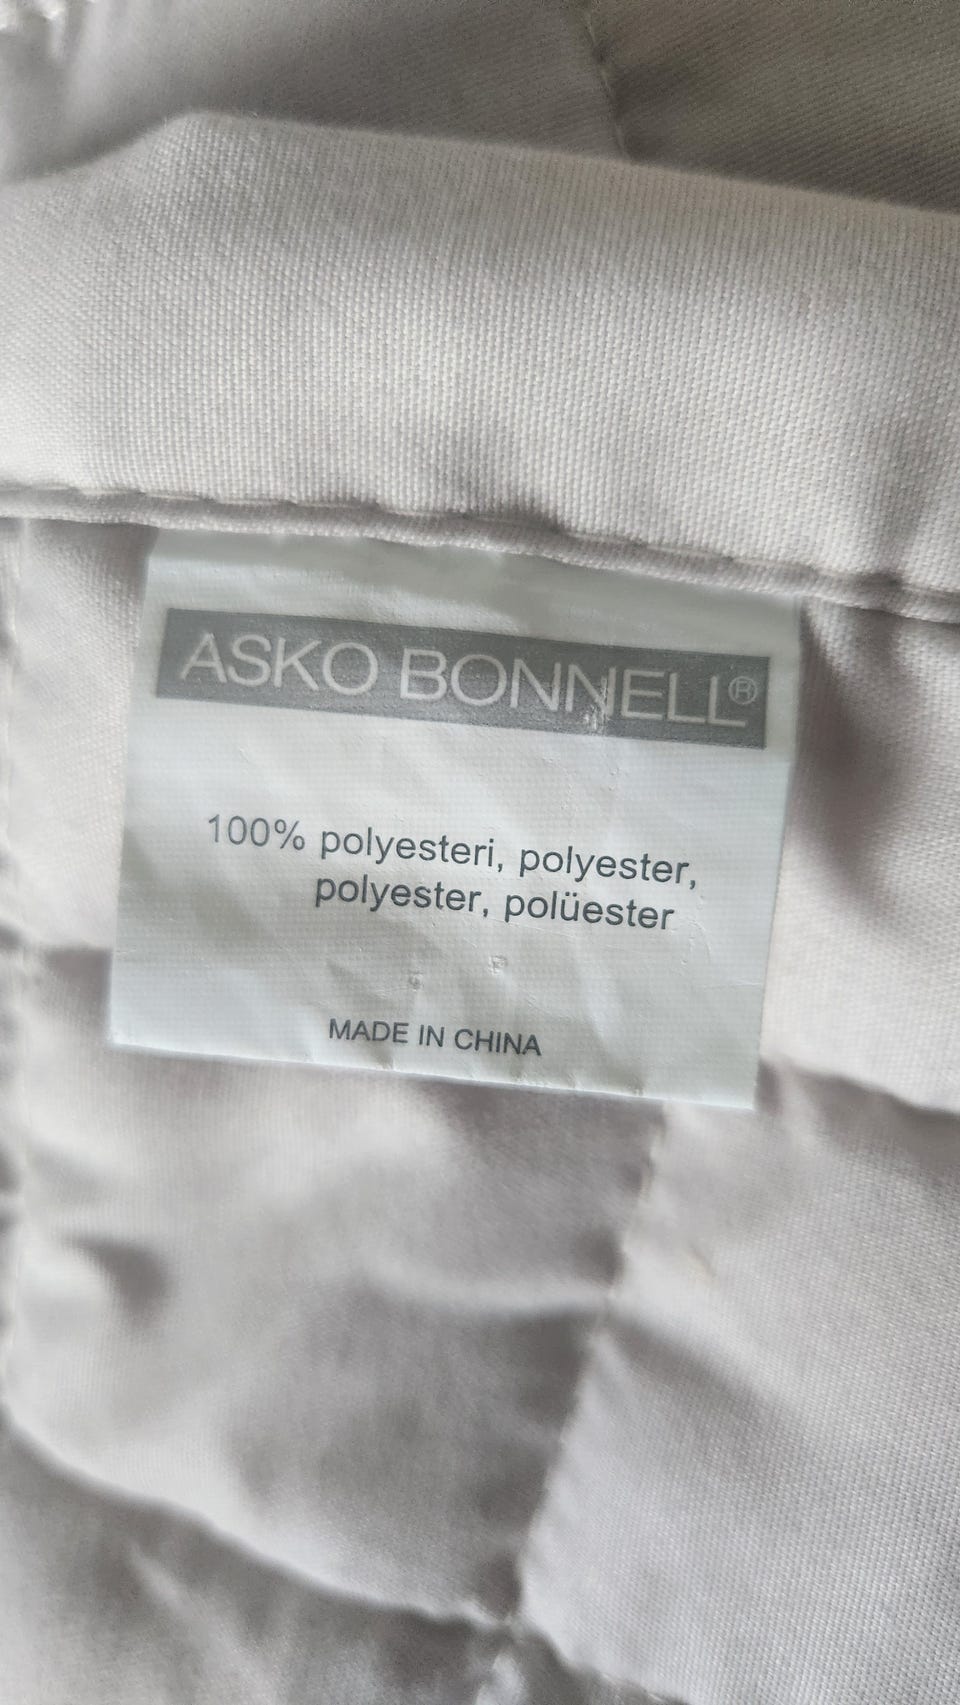 ASKO BONNELL®
100% polyesteri, polyester,
polyester, polüester
MADE IN CHINA